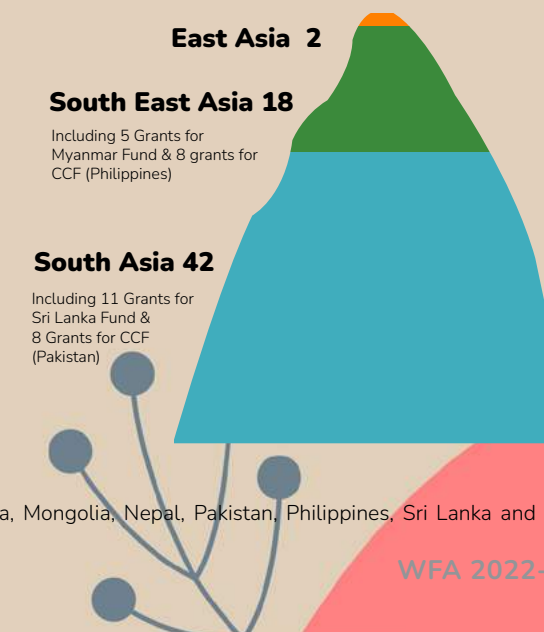 East Asia 2
South East Asia 18
Including 5 Grants for
Myanmar Fund & 8 grants for
CCF (Philippines)
South Asia 42
Including 11 Grants for
Sri Lanka Fund &
8 Grants for CCF
(Pakistan)
a, Mongolia, Nepal, Pakistan, Philippines, Sri Lanka and
WFA 2022-